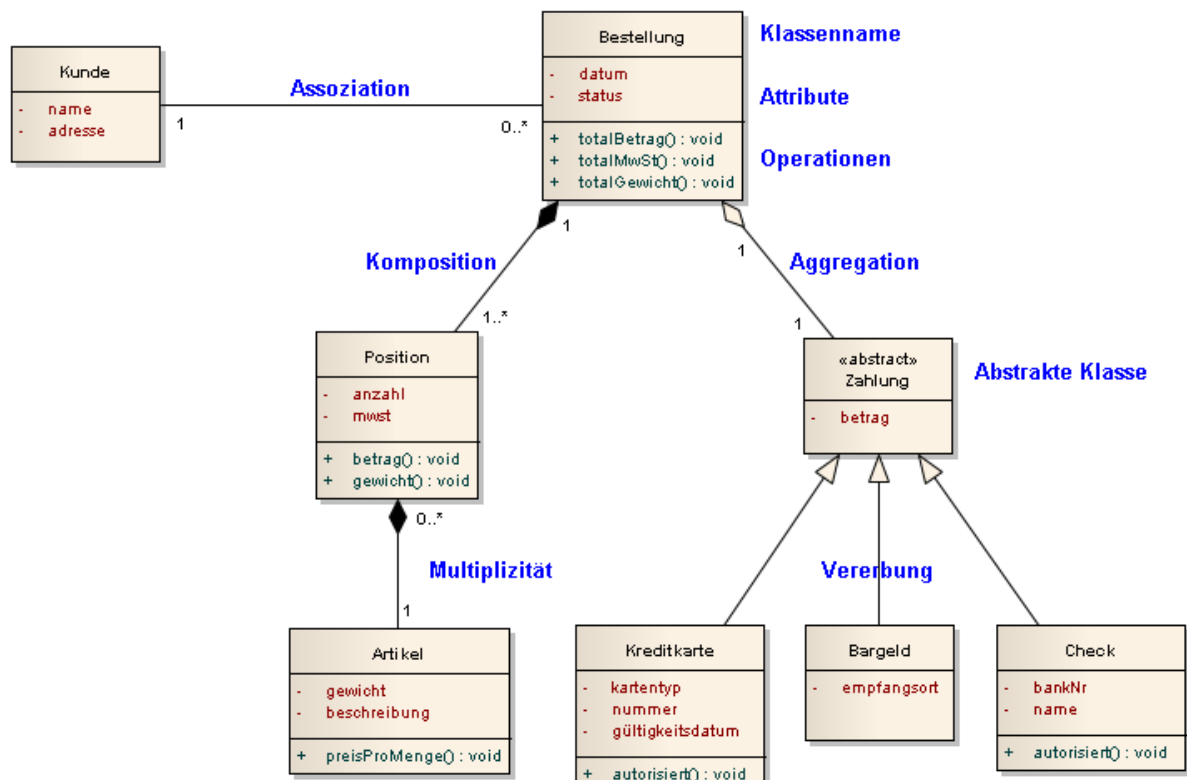 Bestellung
- datum
- status
+ totalBetrag() : void
+ totalMwSt() : void
+ totalGewicht() : void
Klassenname
Attribute
Operationen
Kunde
- name
- adresse
Assoziation
1
0..*
1
1
Komposition
Aggregation
1..*
1
Position
- anzahl
- mwst
+ betrag() : void
+ gewicht() : void
«abstract»
Zahlung
- betrag
Abstrakte Klasse
0..*
Multiplizität
1
Vererbung
Artikel
- gewicht
- beschreibung
+ preisProMenge() : void
Kreditkarte
- kartentyp
- nummer
- gültigkeitsdatum
+ autorisiert() : void
Bargeld
- empfangsort
Check
- bankNr
- name
+ autorisiert() : void